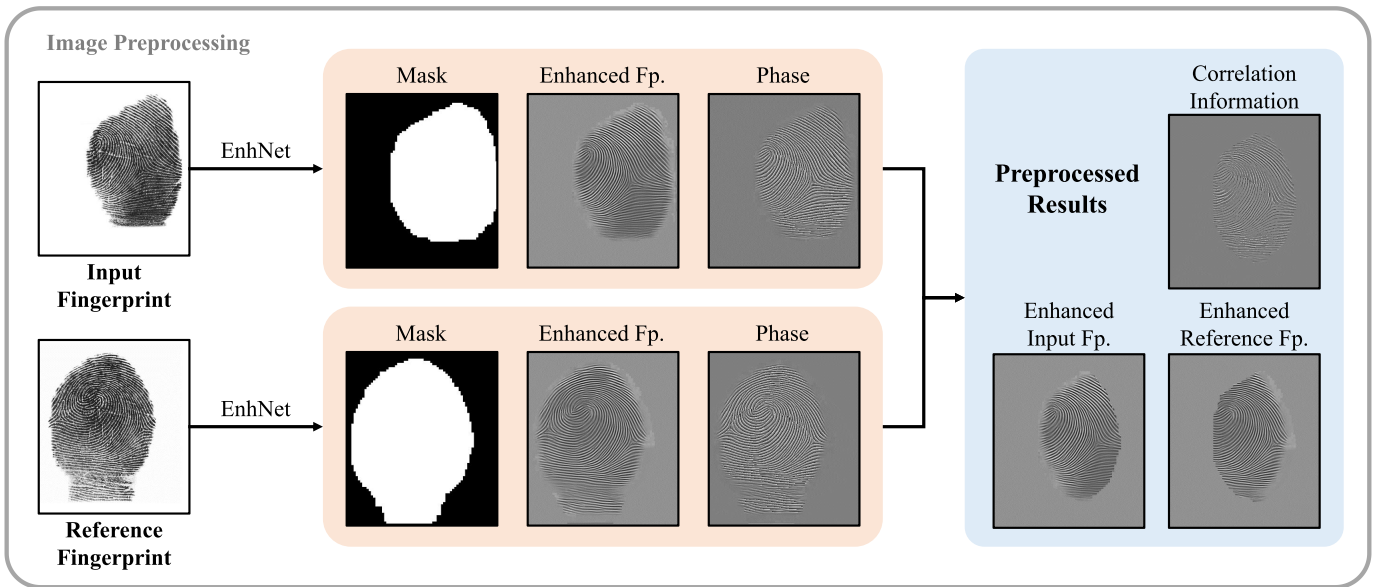 Image Preprocessing
Input
Fingerprint
EnhNet
Mask
Enhanced Fp.
Phase
Reference
Fingerprint
EnhNet
Mask
Enhanced Fp.
Phase
Preprocessed
Results
Correlation
Information
Enhanced
Input Fp.
Enhanced
Reference Fp.